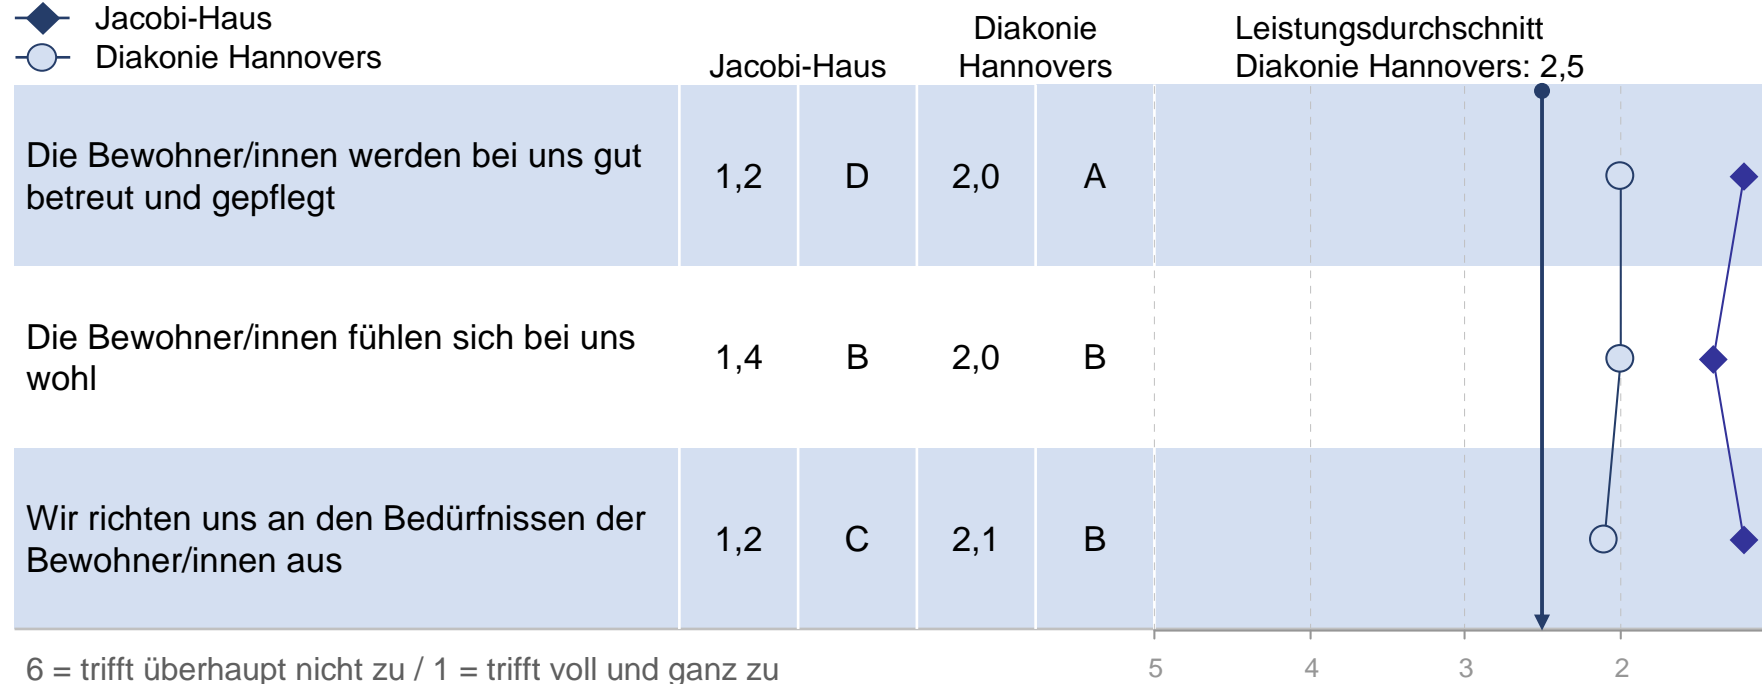 Jacobi-Haus
Diakonie Hannovers
Jacobi-Haus
Diakonie
Hannovers
Leistungsdurchschnitt
Diakonie Hannovers: 2,5
Die Bewohner/innen werden bei uns gut
betreut und gepflegt
1,2 D 2,0 A
Die Bewohner/innen fühlen sich bei uns
wohl
1,4 B 2,0 B
Wir richten uns an den Bedürfnissen der
Bewohner/innen aus
1,2 C 2,1 B
6 = trifft überhaupt nicht zu / 1 = trifft voll und ganz zu
5 4 3 2